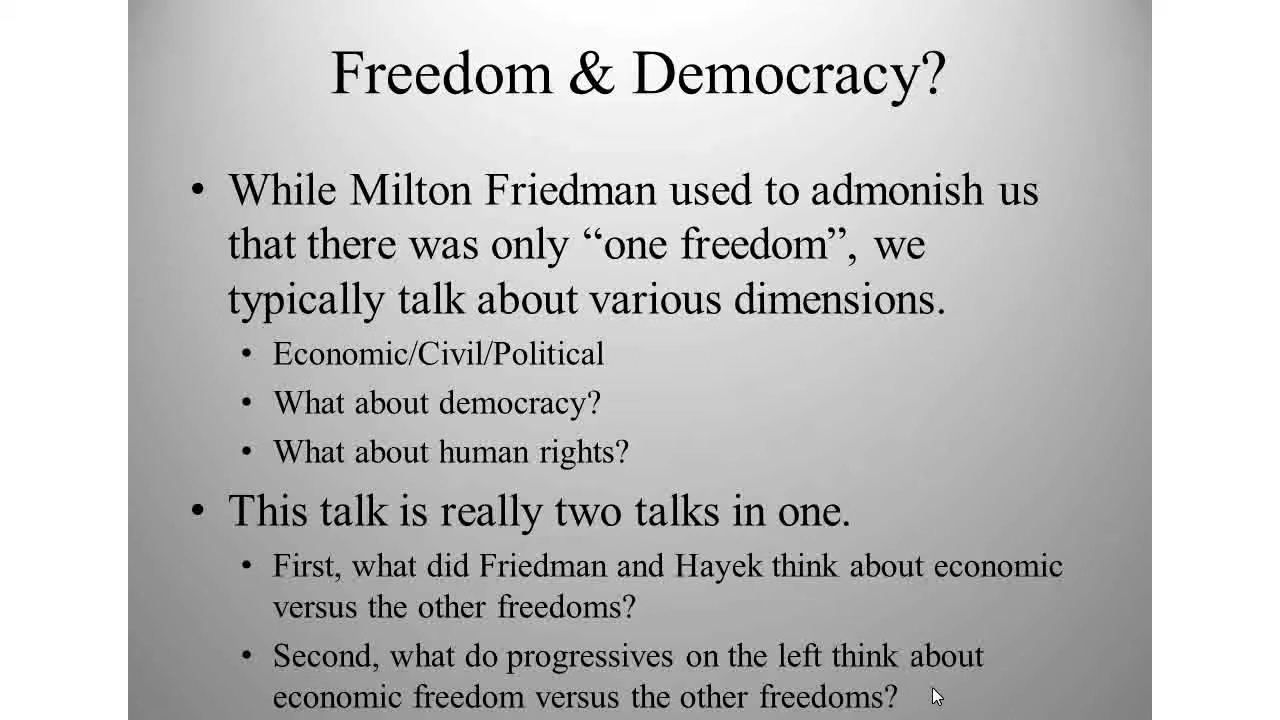 Freedom & Democracy?
• While Milton Friedman used to admonish us
that there was only “one freedom”, we
typically talk about various dimensions.
• Economic/Civil/Political
• What about democracy?
• What about human rights?
• This talk is really two talks in one.
• First, what did Friedman and Hayek think about economic
versus the other freedoms?
• Second, what do progressives on the left think about
economic freedom versus the other freedoms?